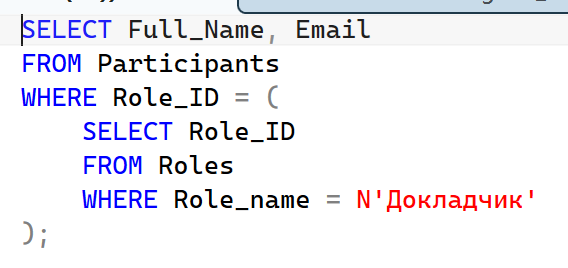 SELECT Full_Name, Email
FROM Participants
WHERE Role_ID = (
    SELECT Role_ID
    FROM Roles
    WHERE Role_name = N'Докладчик'
);